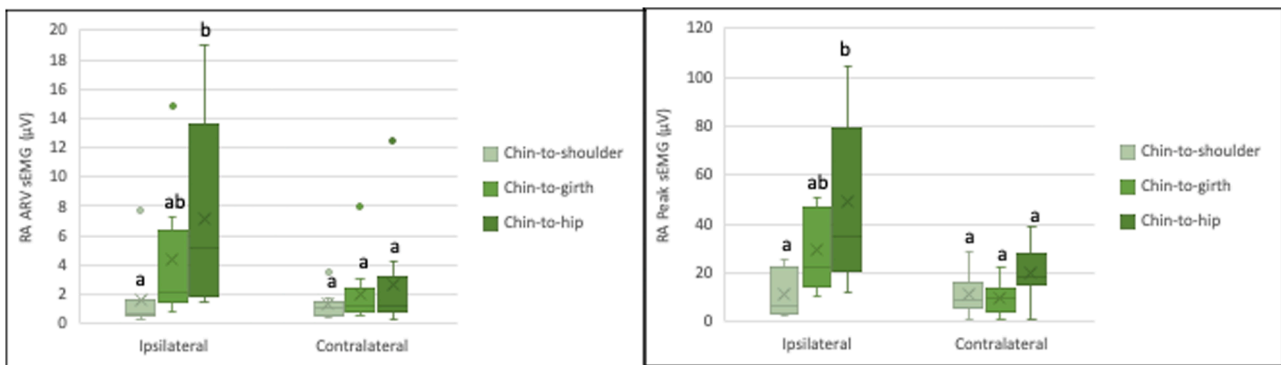 RA ARV sEMG (µV)
20
18
16
14
12
10
8
6
4
2
0
a
ab
b
a
a
a
Ipsilateral
Contralateral
Chin-to-shoulder
Chin-to-girth
Chin-to-hip
RA Peak sEMG (µV)
120
100
80
60
40
20
0
a
ab
b
a
a
a
Ipsilateral
Contralateral
Chin-to-shoulder
Chin-to-girth
Chin-to-hip